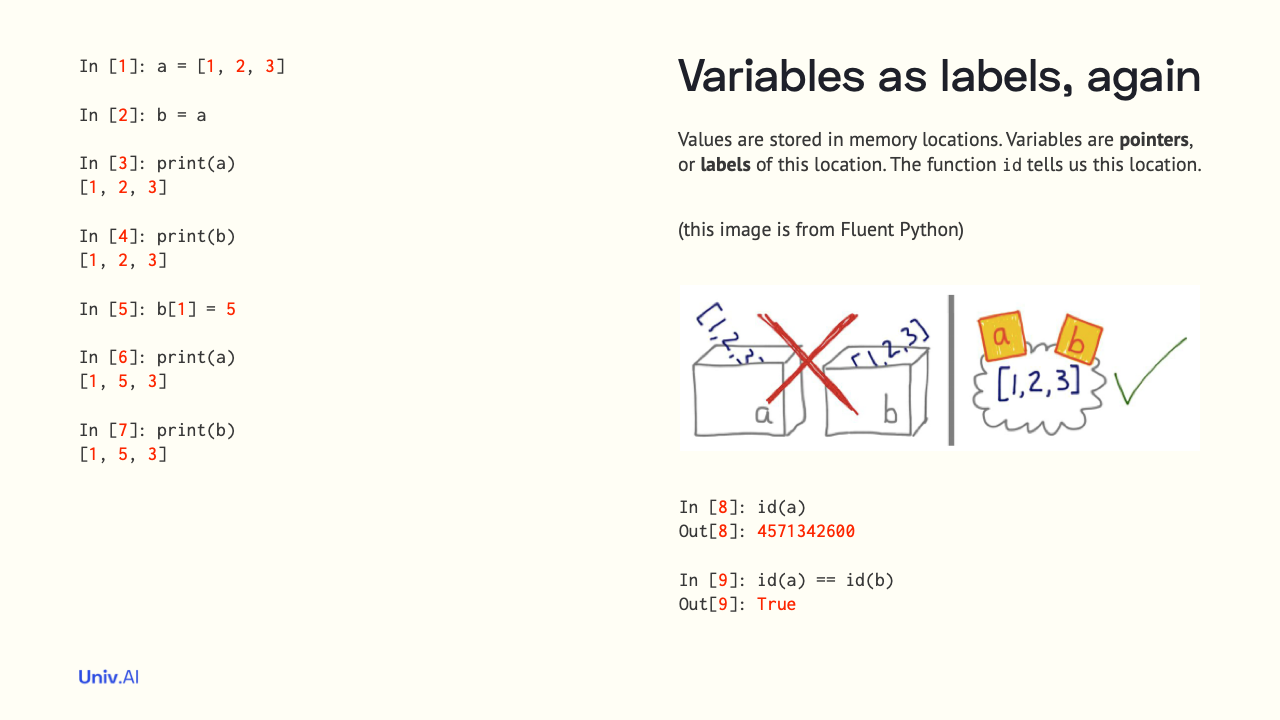 In [1]: a = [1, 2, 3]
In [2]: b = a
In [3]: print(a)
[1, 2, 3]
In [4]: print(b)
[1, 2, 3]
In [5]: b[1] = 5
In [6]: print(a)
[1, 5, 3]
In [7]: print(b)
[1, 5, 3]
Variables as labels, again
Values are stored in memory locations. Variables are pointers,
or labels of this location. The function id tells us this location.
(this image is from Fluent Python)
[1,2,3]
a
[1,2,3]
b
a
b
[1,2,3]
In [8]: id(a)
Out[8]: 4571342600
In [9]: id(a) == id(b)
Out[9]: True
Univ.AI